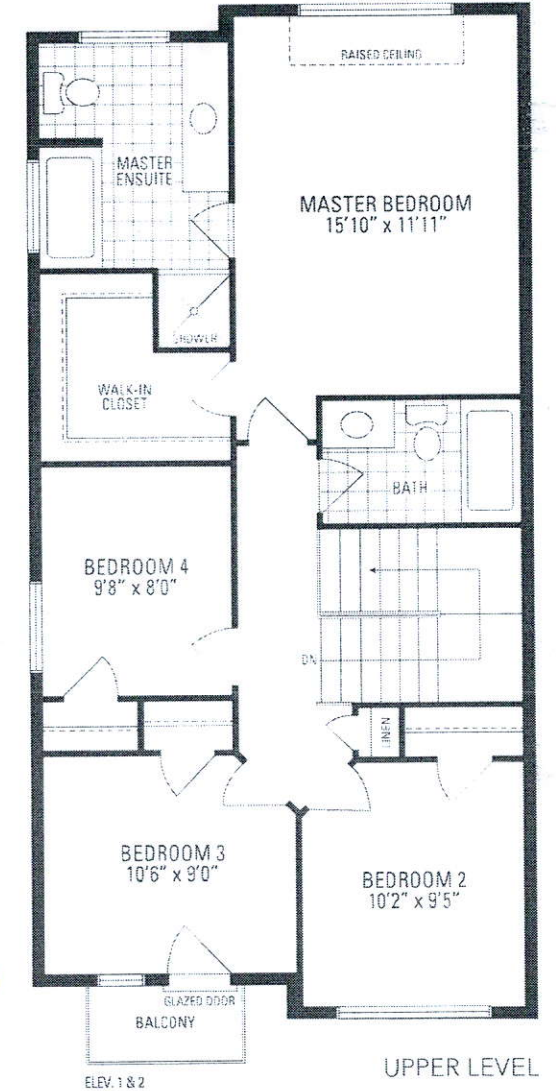 RAISED CEILING
MASTER
ENSUITE
MASTER BEDROOM
15'10" x 11'11"
SHOWER
WALK-IN
CLOSET
BATH
BEDROOM 4
9'8" x 8'0"
DN
LINEN
BEDROOM 3
10'6" x 9'0"
BEDROOM 2
10'2" x 9'5"
GLAZED DOOR
BALCONY
ELEV. 1 & 2
UPPER LEVEL